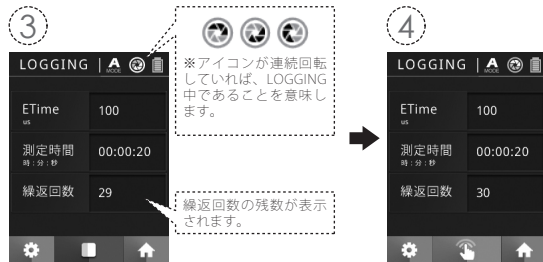 3
※アイコンが連続回転
していれば、LOGGING
中であることを意味し
ます。
LOGGING | A MODE
ETime 100
us
測定時間 00:00:20
時：分：秒
繰返回数 29
繰返回数の残数が表示
されます。
4
LOGGING | A MODE
ETime 100
us
測定時間 00:00:20
時：分：秒
繰返回数 30